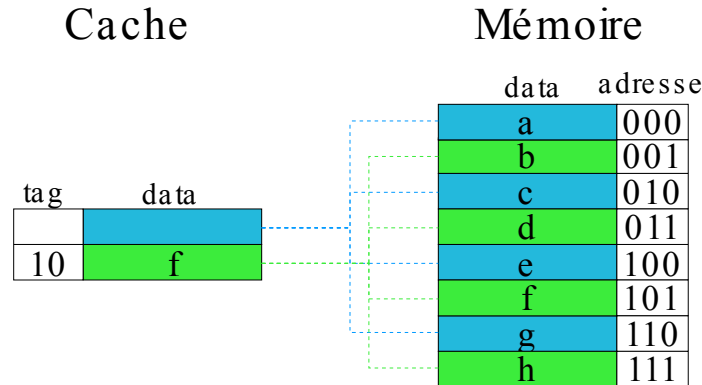 Cache
Mémoire
data adresse
a 000
b 001
tag data
c 010
d 011
10 f
e 100
f 101
g 110
h 111